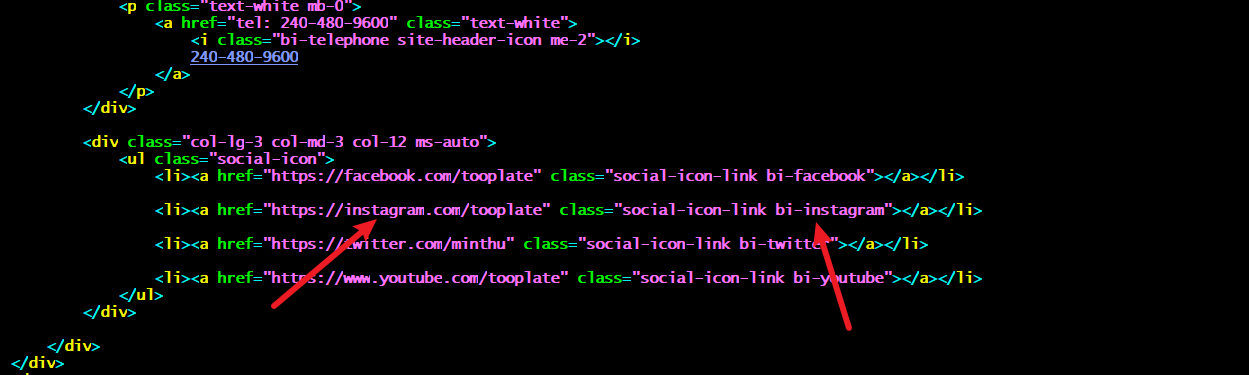 <p class="text-white mb-0">
<a href="tel: 240-480-9600" class="text-white">
<i class="bi-telephone site-header-icon me-2"></i>
240-480-9600
</a>
</p>
</div>
<div class="col-lg-3 col-md-3 col-12 ms-auto">
<ul class="social-icon">
<li><a href="https://facebook.com/tooplate" class="social-icon-link bi-facebook"></a></li>
<li><a href="https://instagram.com/tooplate" class="social-icon-link bi-instagram"></a></li>
<li><a href="https://twitter.com/minthu" class="social-icon-link bi-twitter"></a></li>
<li><a href="https://www.youtube.com/tooplate" class="social-icon-link bi-youtube"></a></li>
</ul>
</div>
</div>
</div>